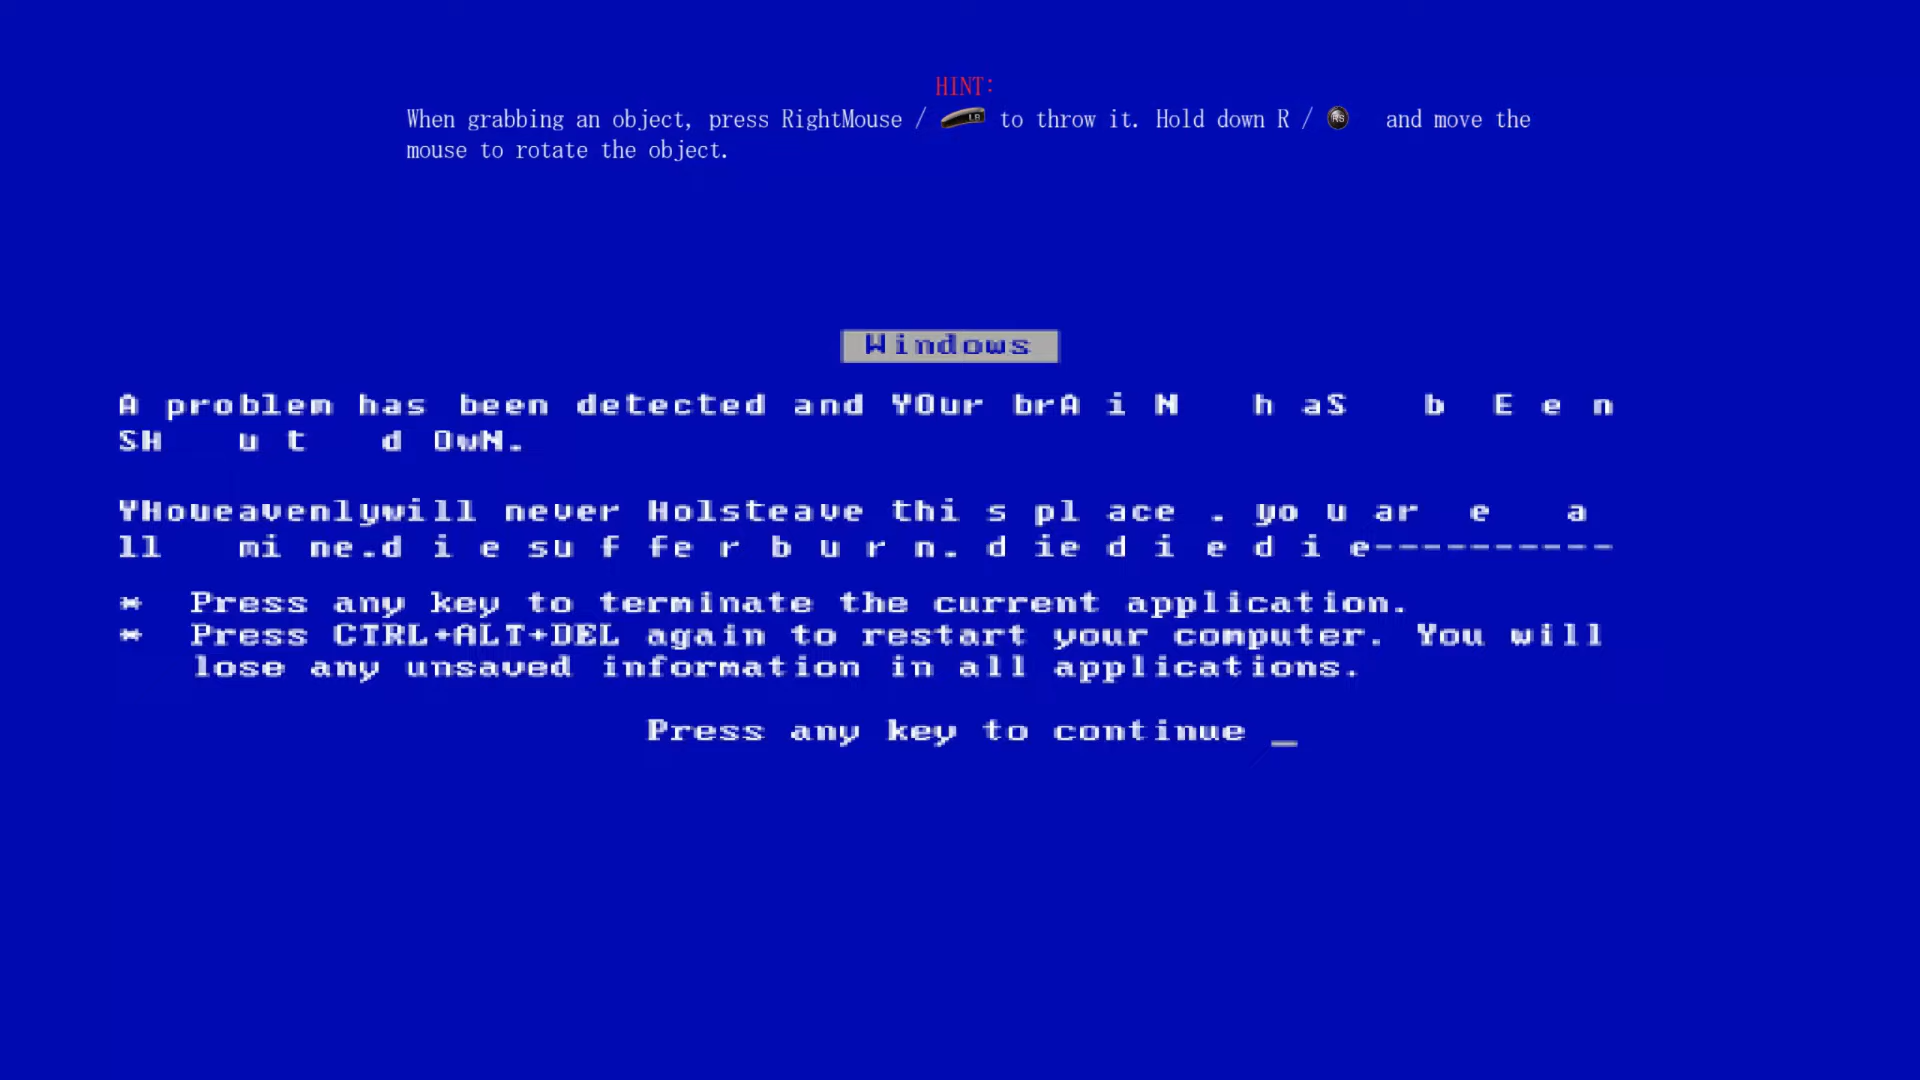 HINT:
When grabbing an object, press RightMouse / LB to throw it. Hold down R / RS and move the
mouse to rotate the object.
Windows
A problem has been detected and YOur brA i N h aS b E e n
SH u t d OwN.
YHoueavenlywill never Holsteave thi s pl ace . yo u ar e a
ll mi ne.d i e su f fe r b u r n. d ie d i e d i e----------
* Press any key to terminate the current application.
* Press CTRL+ALT+DEL again to restart your computer. You will
lose any unsaved information in all applications.
Press any key to continue _